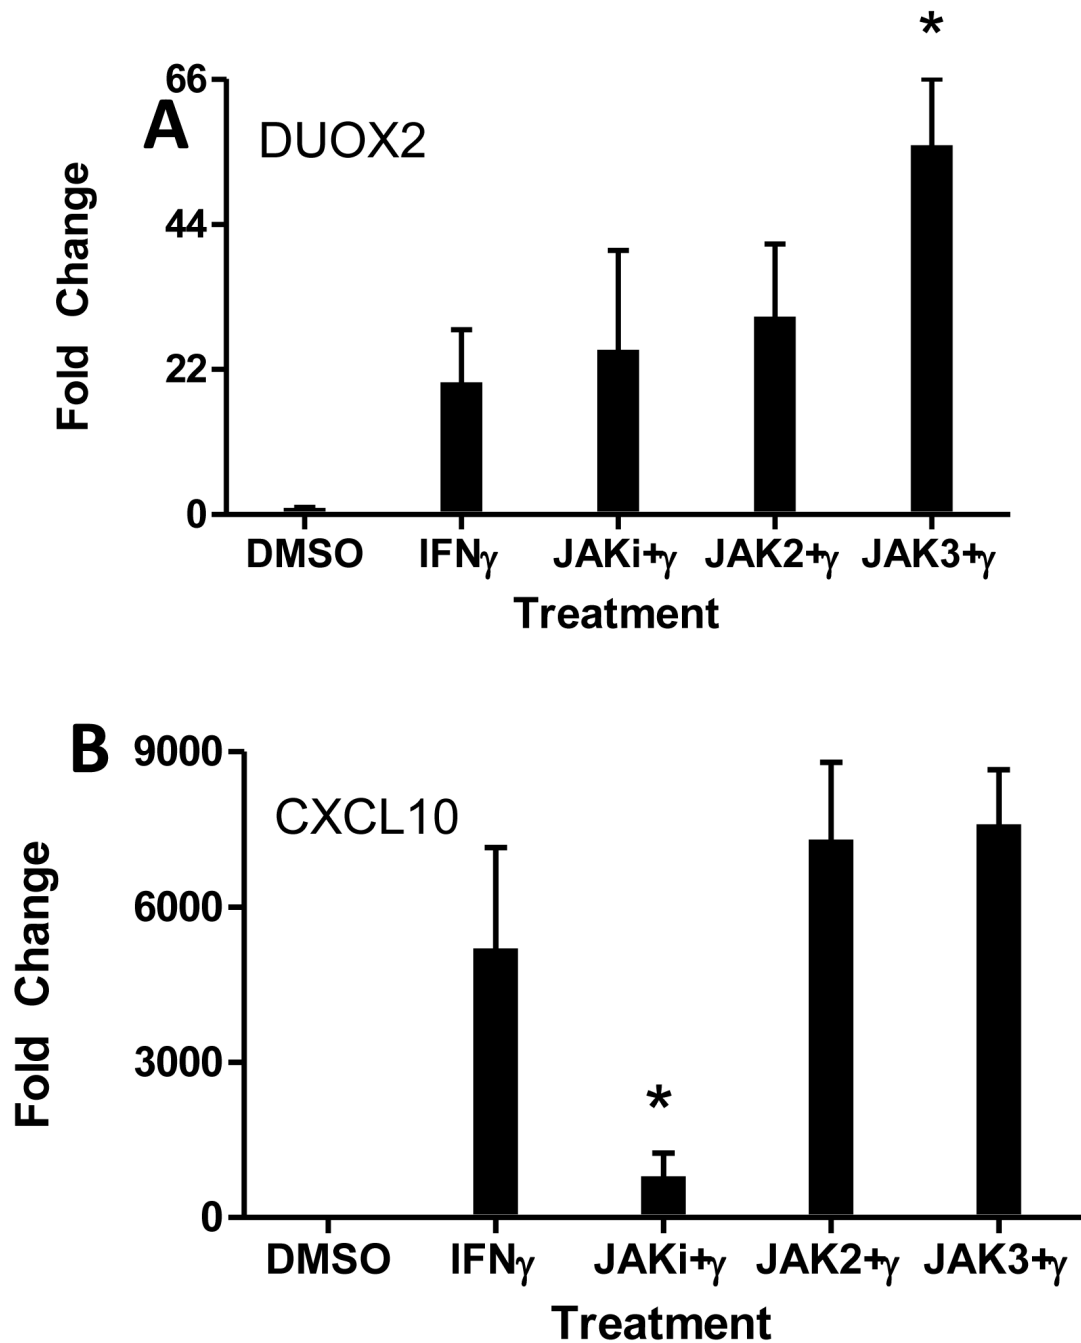 *
66
A
DUOX2
44
22
0
Fold Change
DMSO IFNγ JAKi+γ JAK2+γ JAK3+γ
Treatment
B
9000
CXCL10
6000
3000
*
0
Fold Change
DMSO IFNγ JAKi+γ JAK2+γ JAK3+γ
Treatment